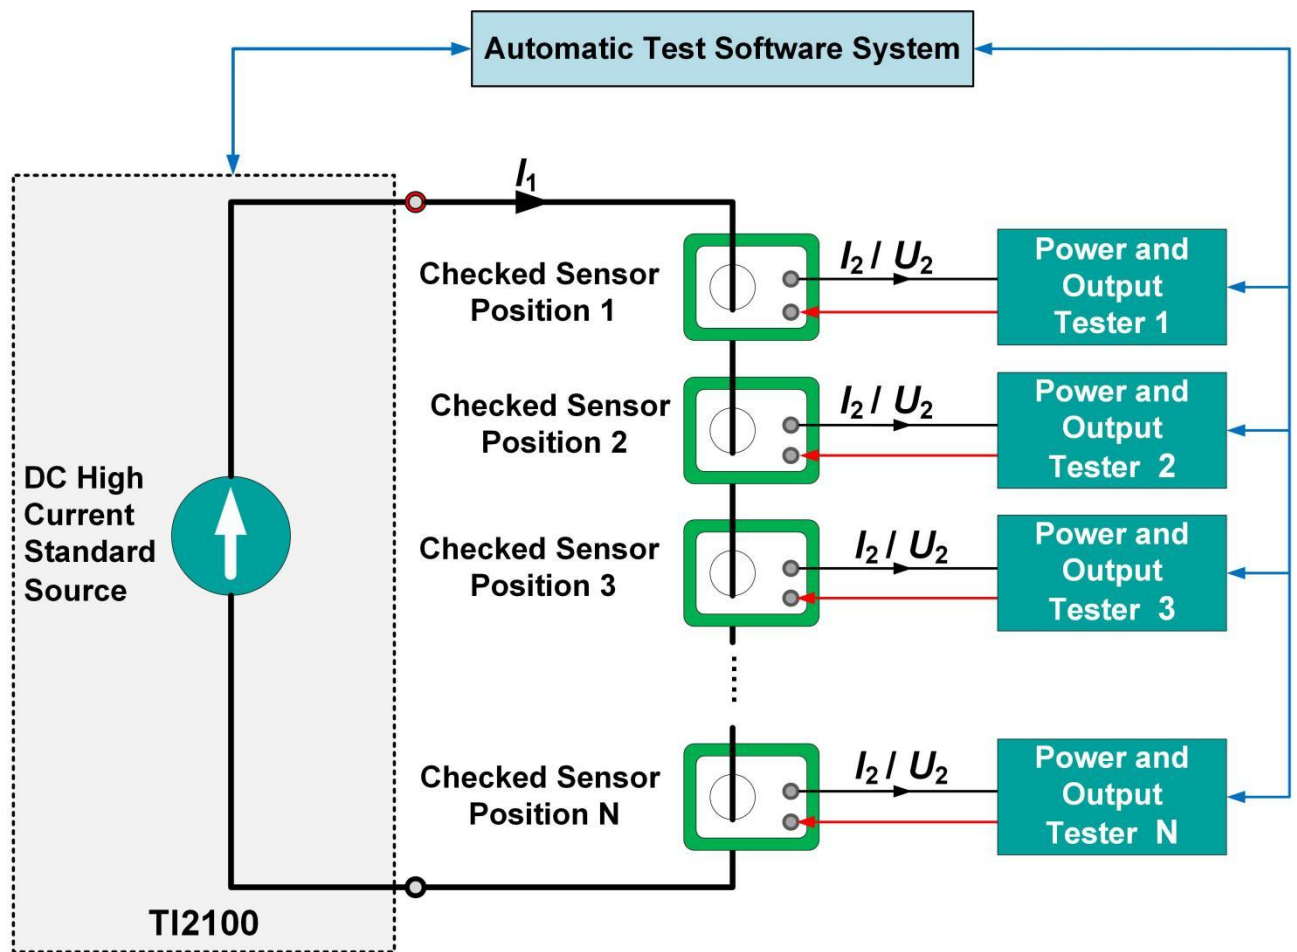 Automatic Test Software System
I₁
Checked Sensor
Position 1
I₂ / U₂
Power and
Output
Tester 1
Checked Sensor
Position 2
I₂ / U₂
Power and
Output
Tester 2
DC High
Current
Standard
Source
Checked Sensor
Position 3
I₂ / U₂
Power and
Output
Tester 3
Checked Sensor
Position N
I₂ / U₂
Power and
Output
Tester N
TI2100